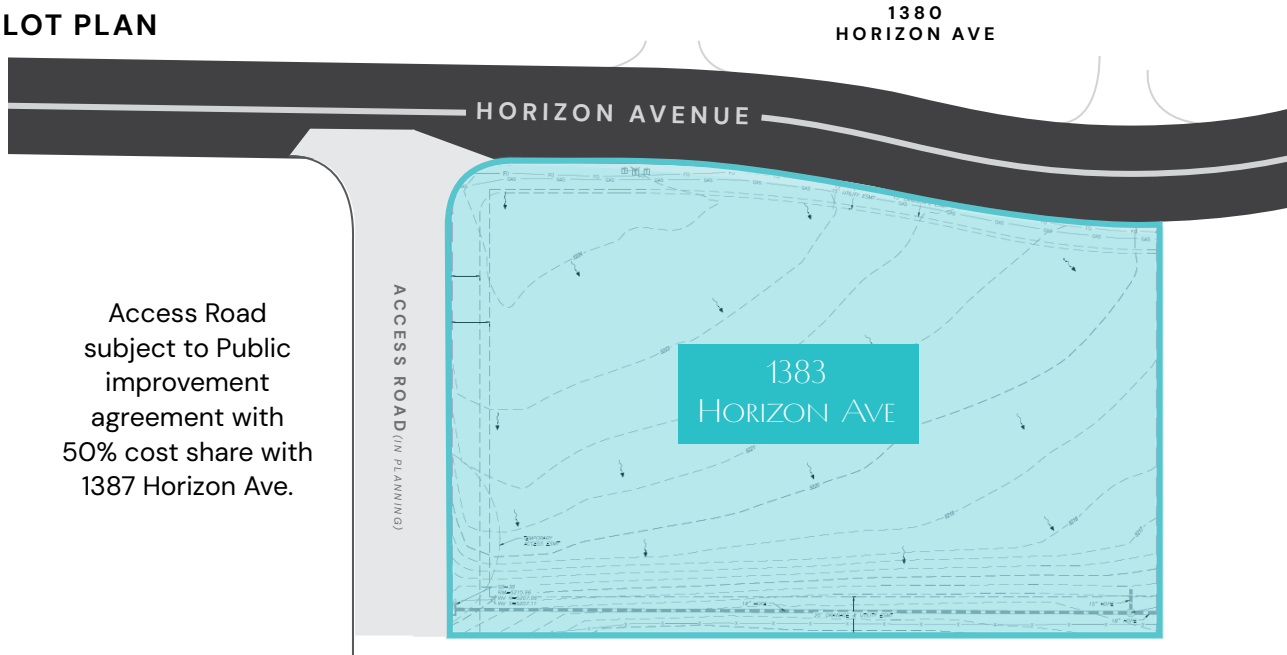 LOT PLAN
1380
HORIZON AVE
HORIZON AVENUE
ACCESS ROAD (IN PLANNING)
Access Road
subject to Public
improvement
agreement with
50% cost share with
1387 Horizon Ave.
1383
HORIZON AVE